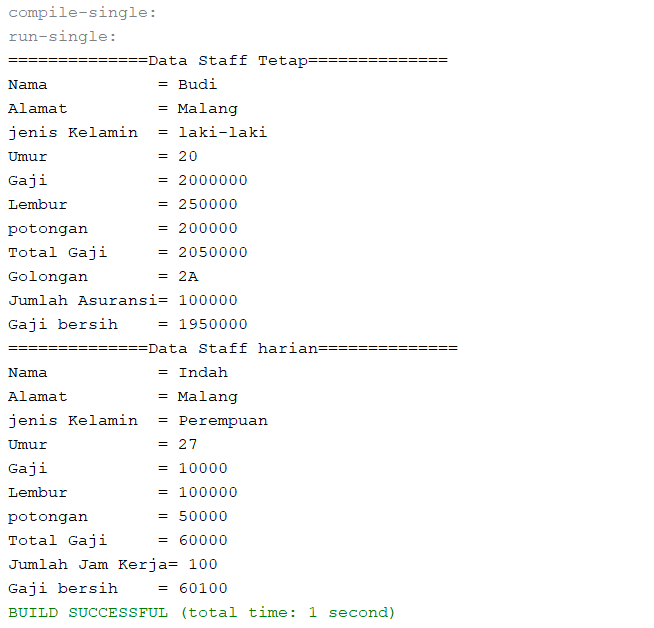 compile-single:
run-single:
==============Data Staff Tetap==============
Nama           = Budi
Alamat         = Malang
jenis Kelamin  = laki-laki
Umur           = 20
Gaji           = 2000000
Lembur         = 250000
potongan       = 200000
Total Gaji     = 2050000
Golongan       = 2A
Jumlah Asuransi= 100000
Gaji bersih    = 1950000
==============Data Staff harian==============
Nama           = Indah
Alamat         = Malang
jenis Kelamin  = Perempuan
Umur           = 27
Gaji           = 10000
Lembur         = 100000
potongan       = 50000
Total Gaji     = 60000
Jumlah Jam Kerja= 100
Gaji bersih    = 60100
BUILD SUCCESSFUL (total time: 1 second)